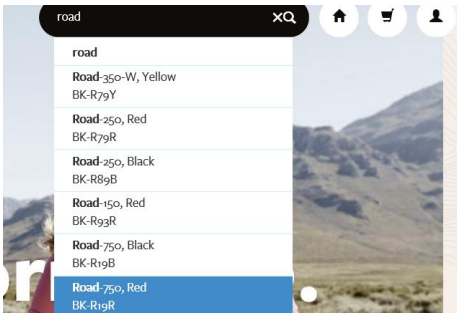 road
road
Road-350-W, Yellow
BK-R79Y
Road-250, Red
BK-R79R
Road-250, Black
BK-R89B
Road-150, Red
BK-R93R
Road-750, Black
BK-R19B
Road-750, Red
BK-R19R